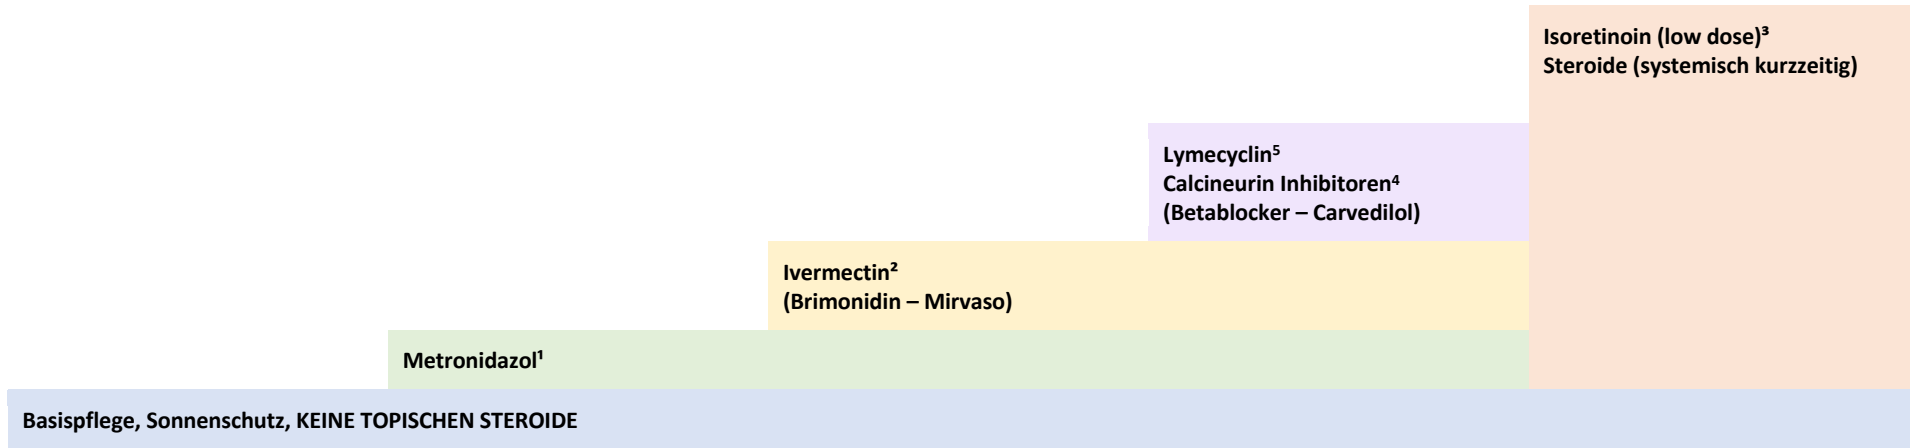 Isoretinoin (low dose)³
Steroide (systemisch kurzzeitig)
Lymecyclin⁵
Calcineurin Inhibitoren⁴
(Betablocker – Carvedilol)
Ivermectin²
(Brimonidin – Mirvaso)
Metronidazol¹
Basispflege, Sonnenschutz, KEINE TOPISCHEN STEROIDE